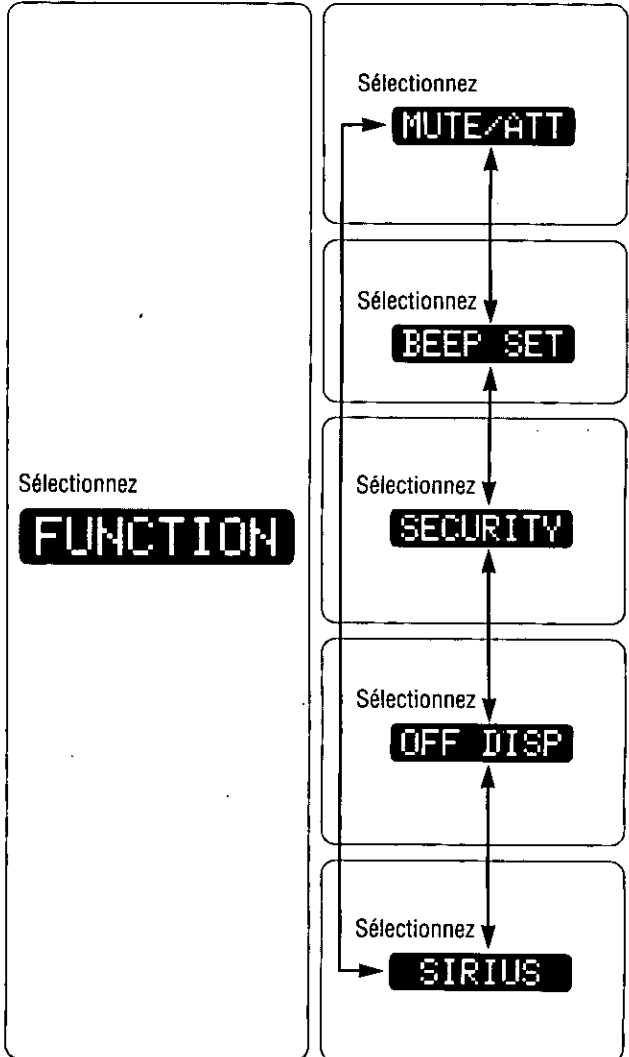 Sélectionnez
FUNCTION
Sélectionnez
MUTE/ATT
Sélectionnez
BEEP SET
Sélectionnez
SECURITY
Sélectionnez
OFF DISP
Sélectionnez
SIRIUS